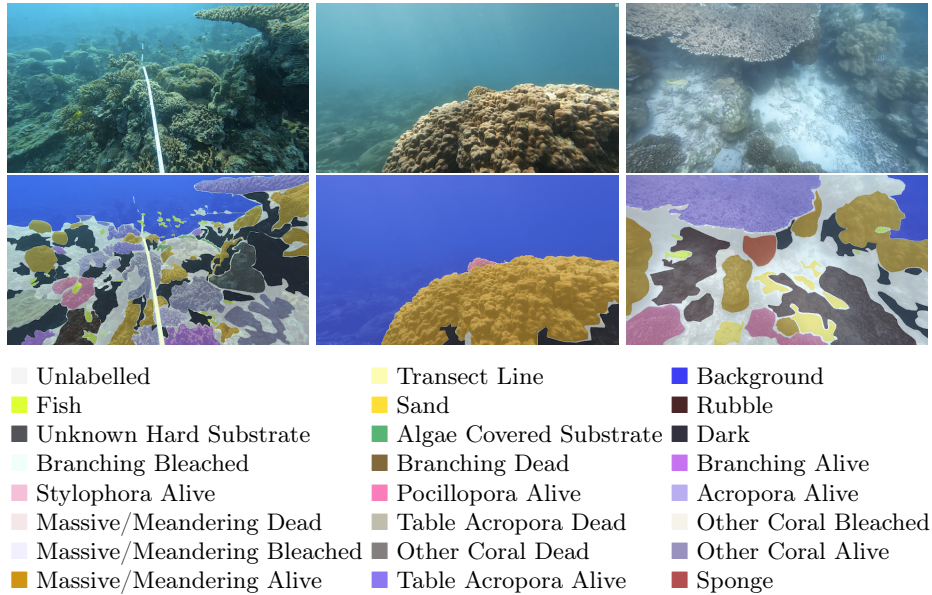 Unlabelled Transect Line Background
Fish Sand Rubble
Unknown Hard Substrate Algae Covered Substrate Dark
Branching Bleached Branching Dead Branching Alive
Stylophora Alive Pocillopora Alive Acropora Alive
Massive/Meandering Dead Table Acropora Dead Other Coral Bleached
Massive/Meandering Bleached Other Coral Dead Other Coral Alive
Massive/Meandering Alive Table Acropora Alive Sponge